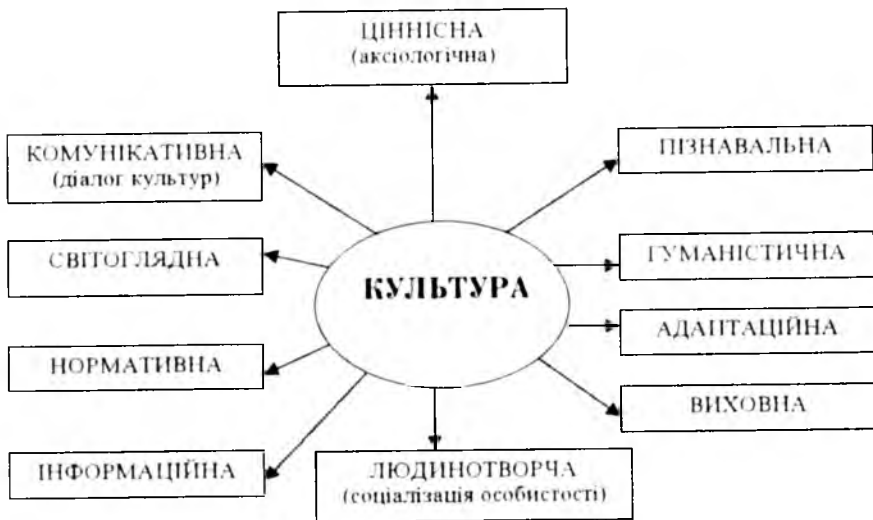 ЦІННІСНА
(аксіологічна)
КОМУНІКАТИВНА
(діалог культур)
ПІЗНАВАЛЬНА
СВІТОГЛЯДНА
ГУМАНІСТИЧНА
КУЛЬТУРА
АДАПТАЦІЙНА
НОРМАТИВНА
ВИХОВНА
ІНФОРМАЦІЙНА
ЛЮДИНОТВОРЧА
(соціалізація особистості)